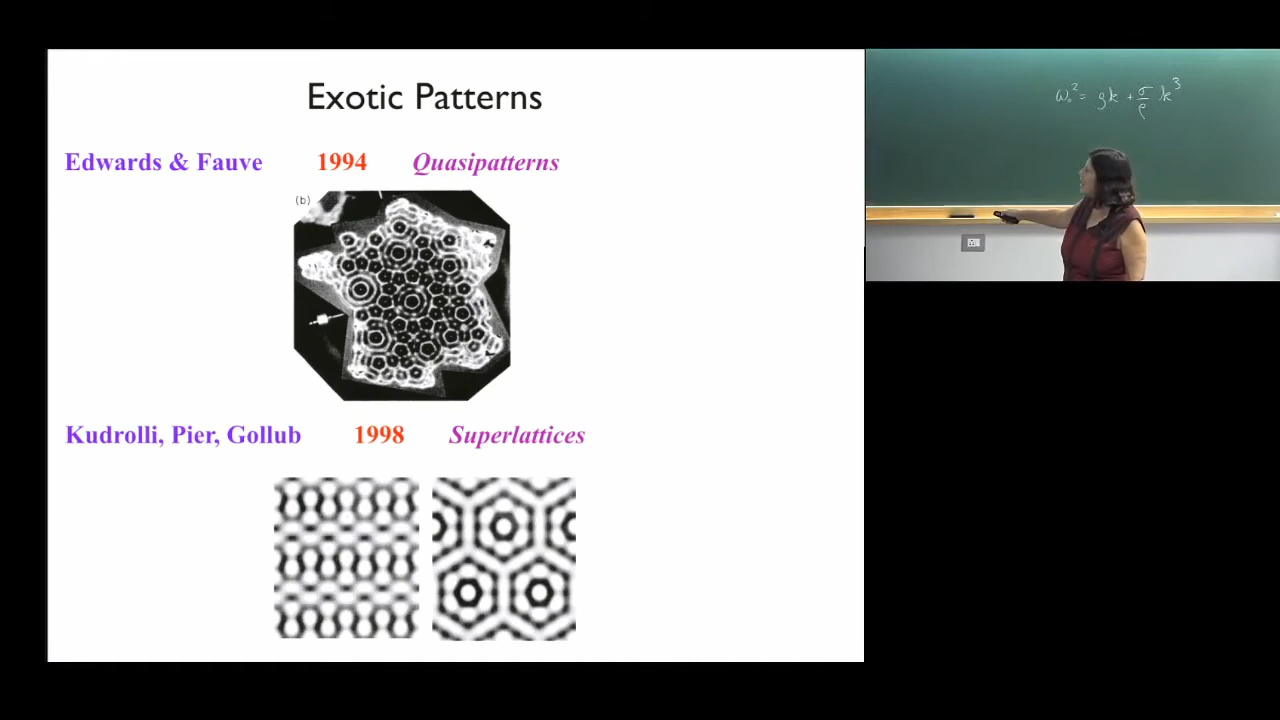 Exotic Patterns
Edwards & Fauve 1994 Quasipatterns
(b)
Kudrolli, Pier, Gollub 1998 Superlattices
ω₀² = gk + σ/ρ k³